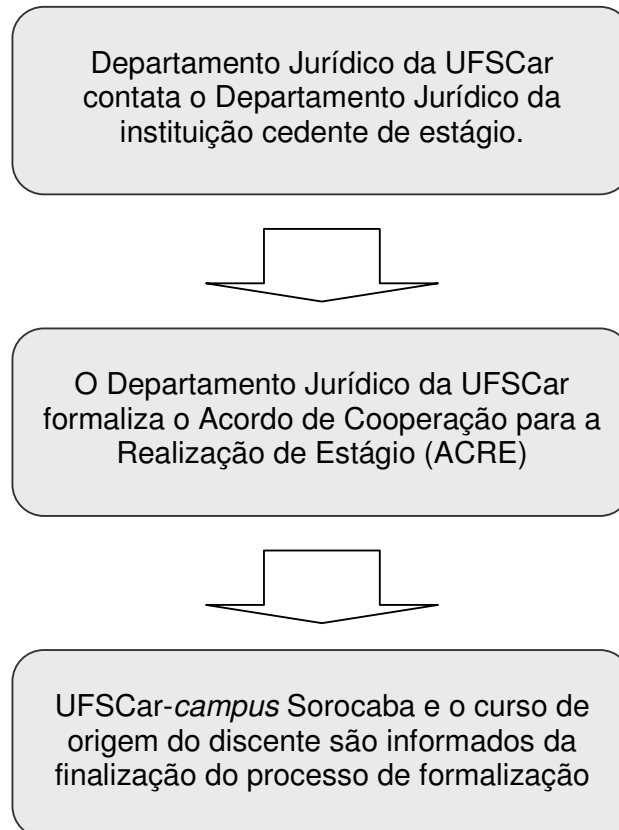 Departamento Jurídico da UFSCar
contata o Departamento Jurídico da
instituição cedente de estágio.
O Departamento Jurídico da UFSCar
formaliza o Acordo de Cooperação para a
Realização de Estágio (ACRE)
UFSCar-campus Sorocaba e o curso de
origem do discente são informados da
finalização do processo de formalização